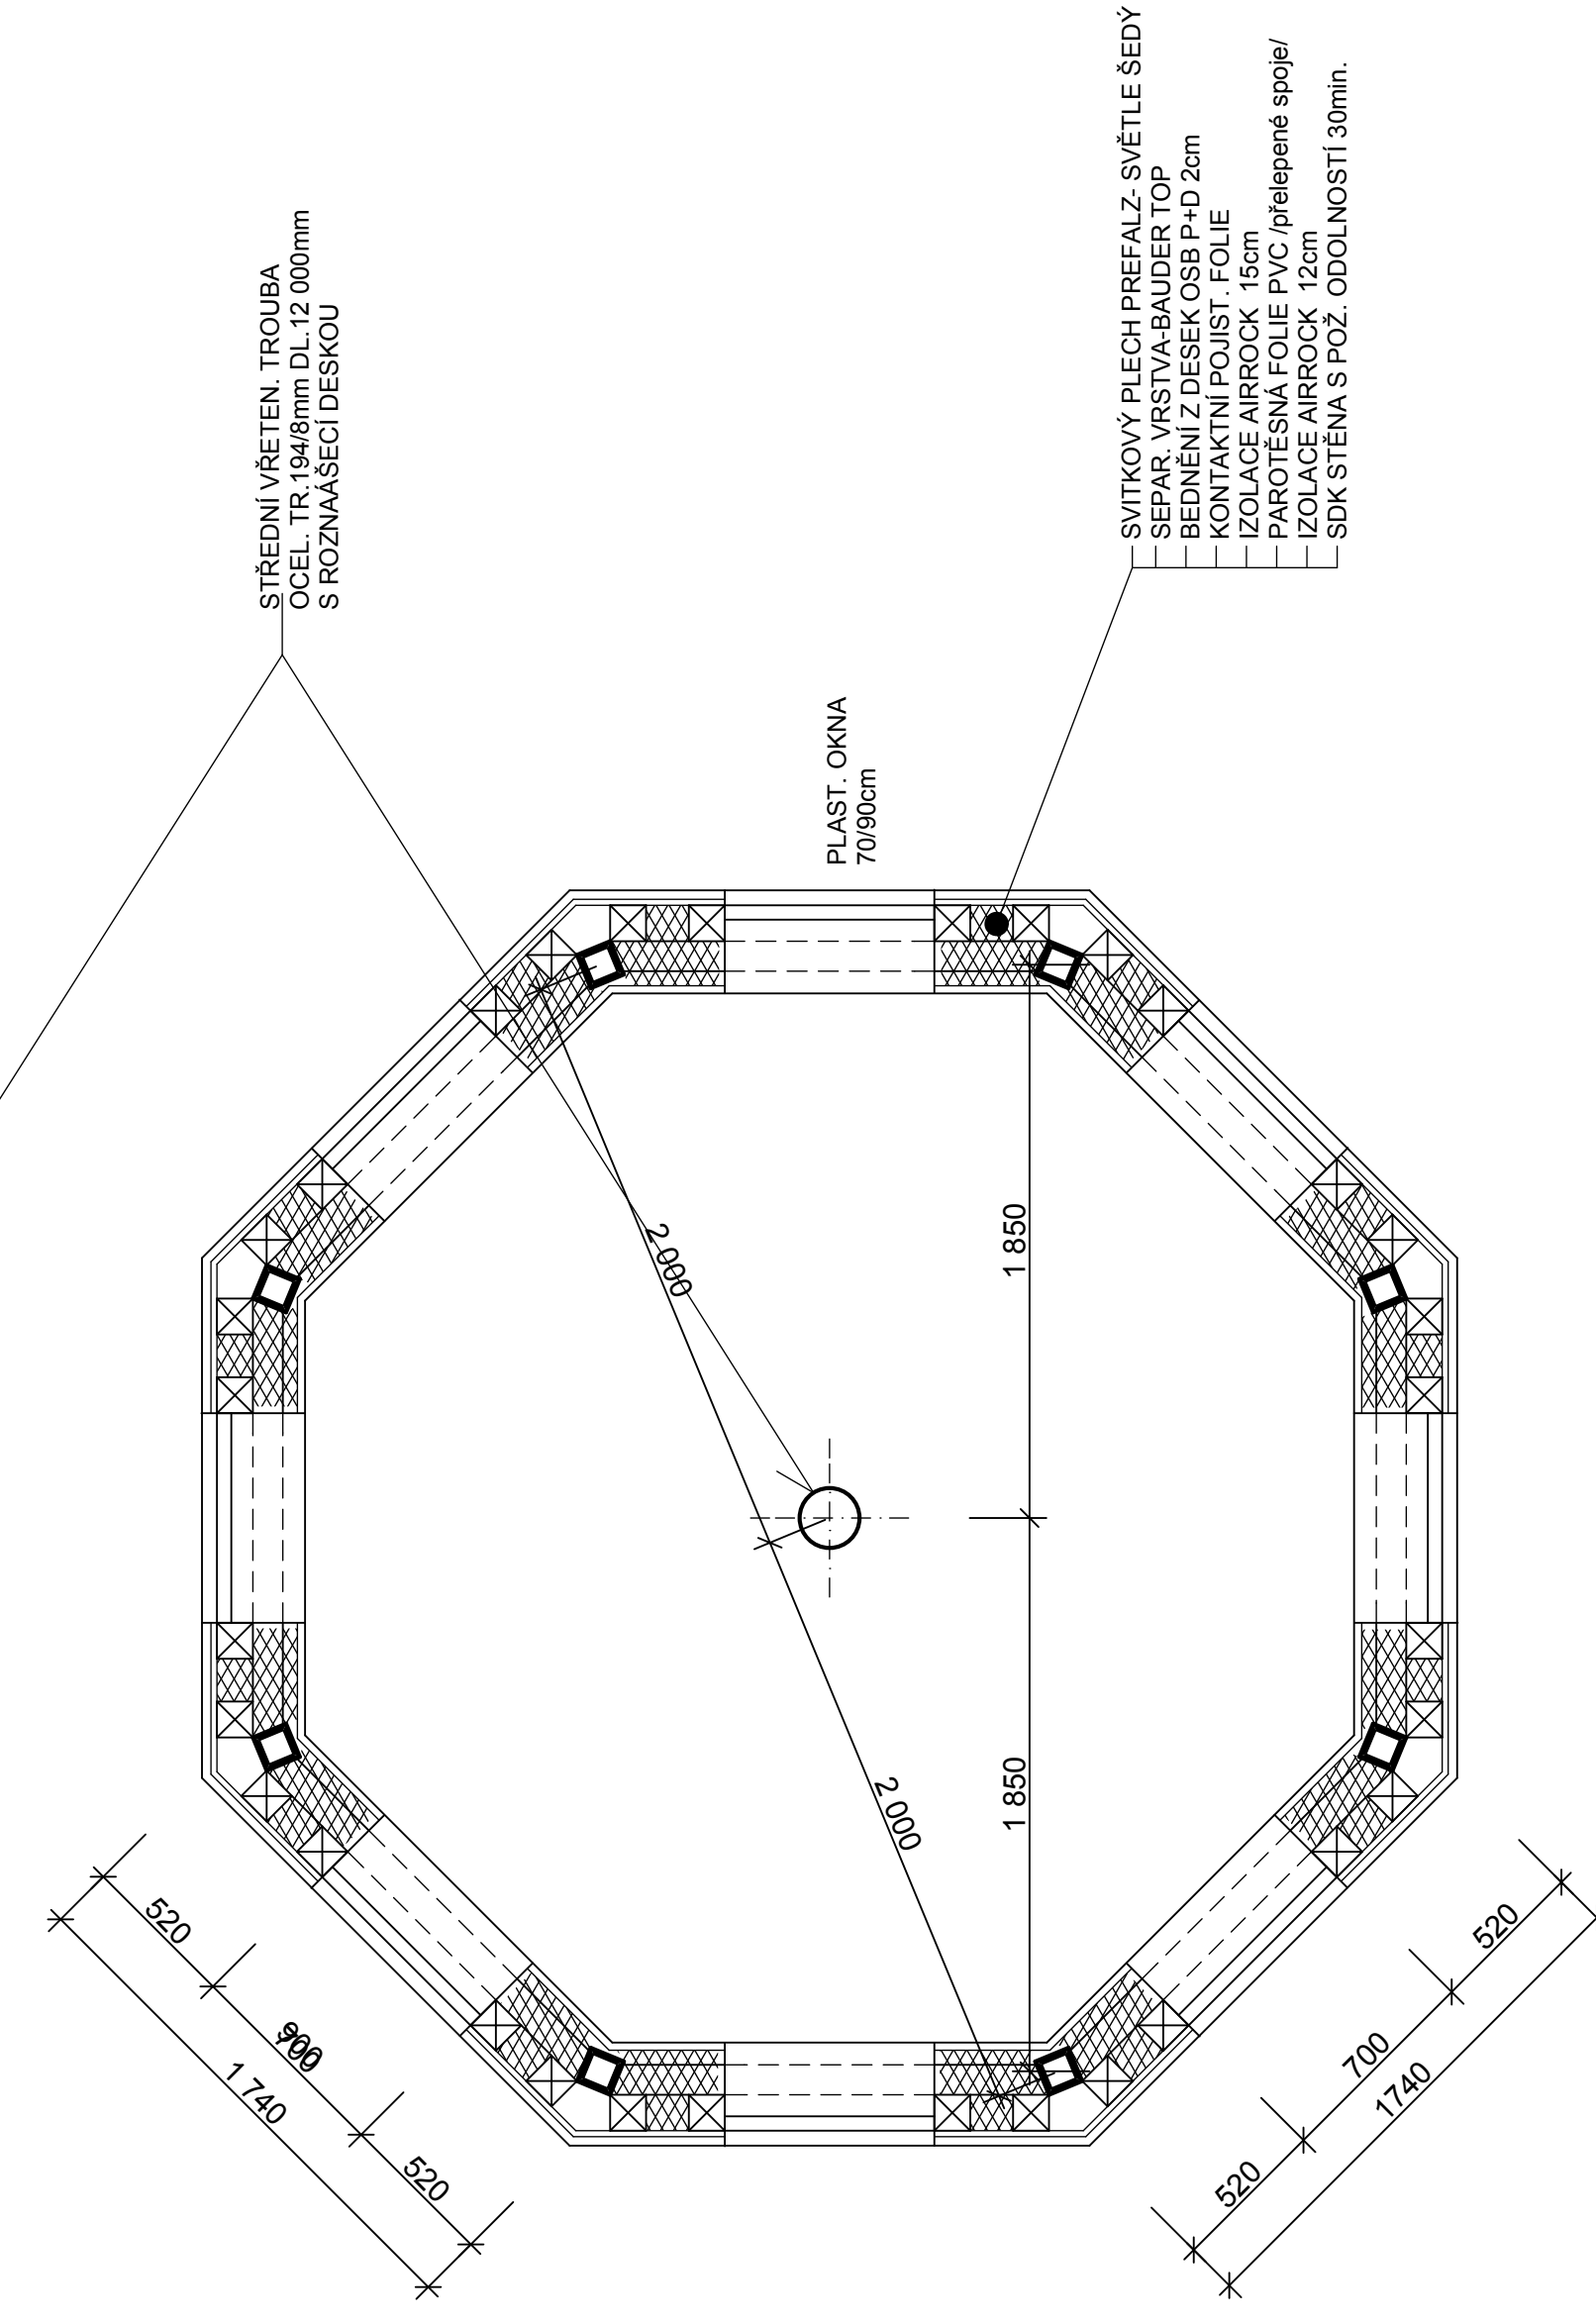 STŘEDNÍ VŘETEN. TROUBA
OCEL. TR.194/8mm DL.12 000mm
S ROZNAÁŠECÍ DESKOU
PLAST. OKNA
70/90cm
SVITKOVÝ PLECH PREFALZ- SVĚTLE ŠEDÝ
SEPAR. VRSTVA-BAUDER TOP
BEDNĚNÍ Z DESEK OSB P+D 2cm
KONTAKTNÍ POJIST. FOLIE
IZOLACE AIRROCK 15cm
PAROTĚSNÁ FOLIE PVC /přelepené spoje/
IZOLACE AIRROCK 12cm
SDK STĚNA S POŽ. ODOLNOSTÍ 30min.
2 000
2 000
1 850
1 850
520
520
1 740
520
700
520
1740